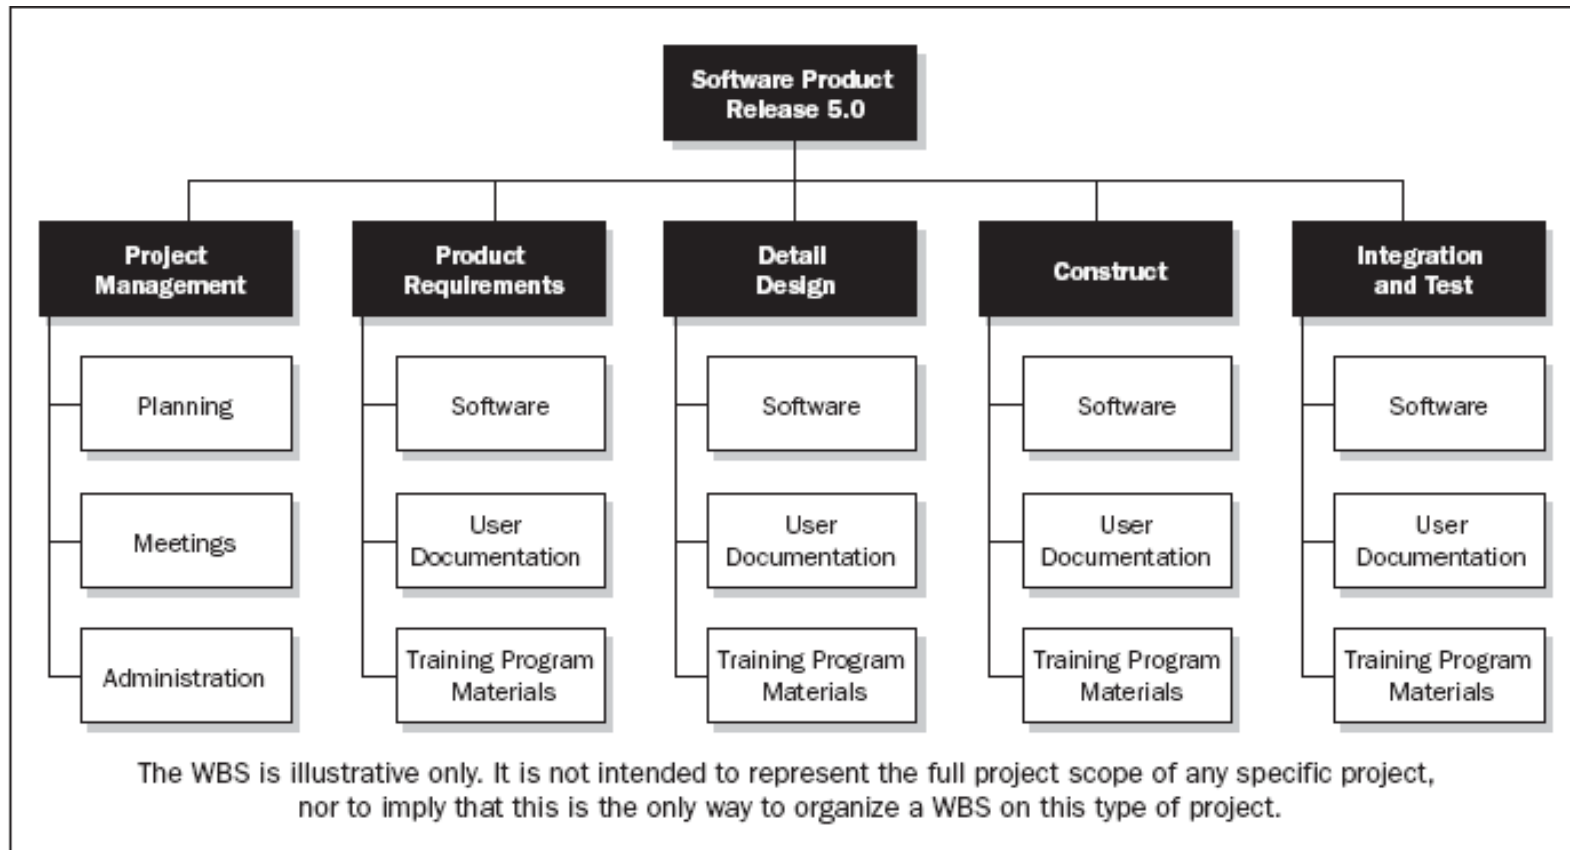 Software Product
Release 5.0
Project
Management
Product
Requirements
Detail
Design
Construct
Integration
and Test
Planning
Software
Software
Software
Software
Meetings
User
Documentation
User
Documentation
User
Documentation
User
Documentation
Administration
Training Program
Materials
Training Program
Materials
Training Program
Materials
Training Program
Materials
The WBS is illustrative only. It is not intended to represent the full project scope of any specific project,
nor to imply that this is the only way to organize a WBS on this type of project.